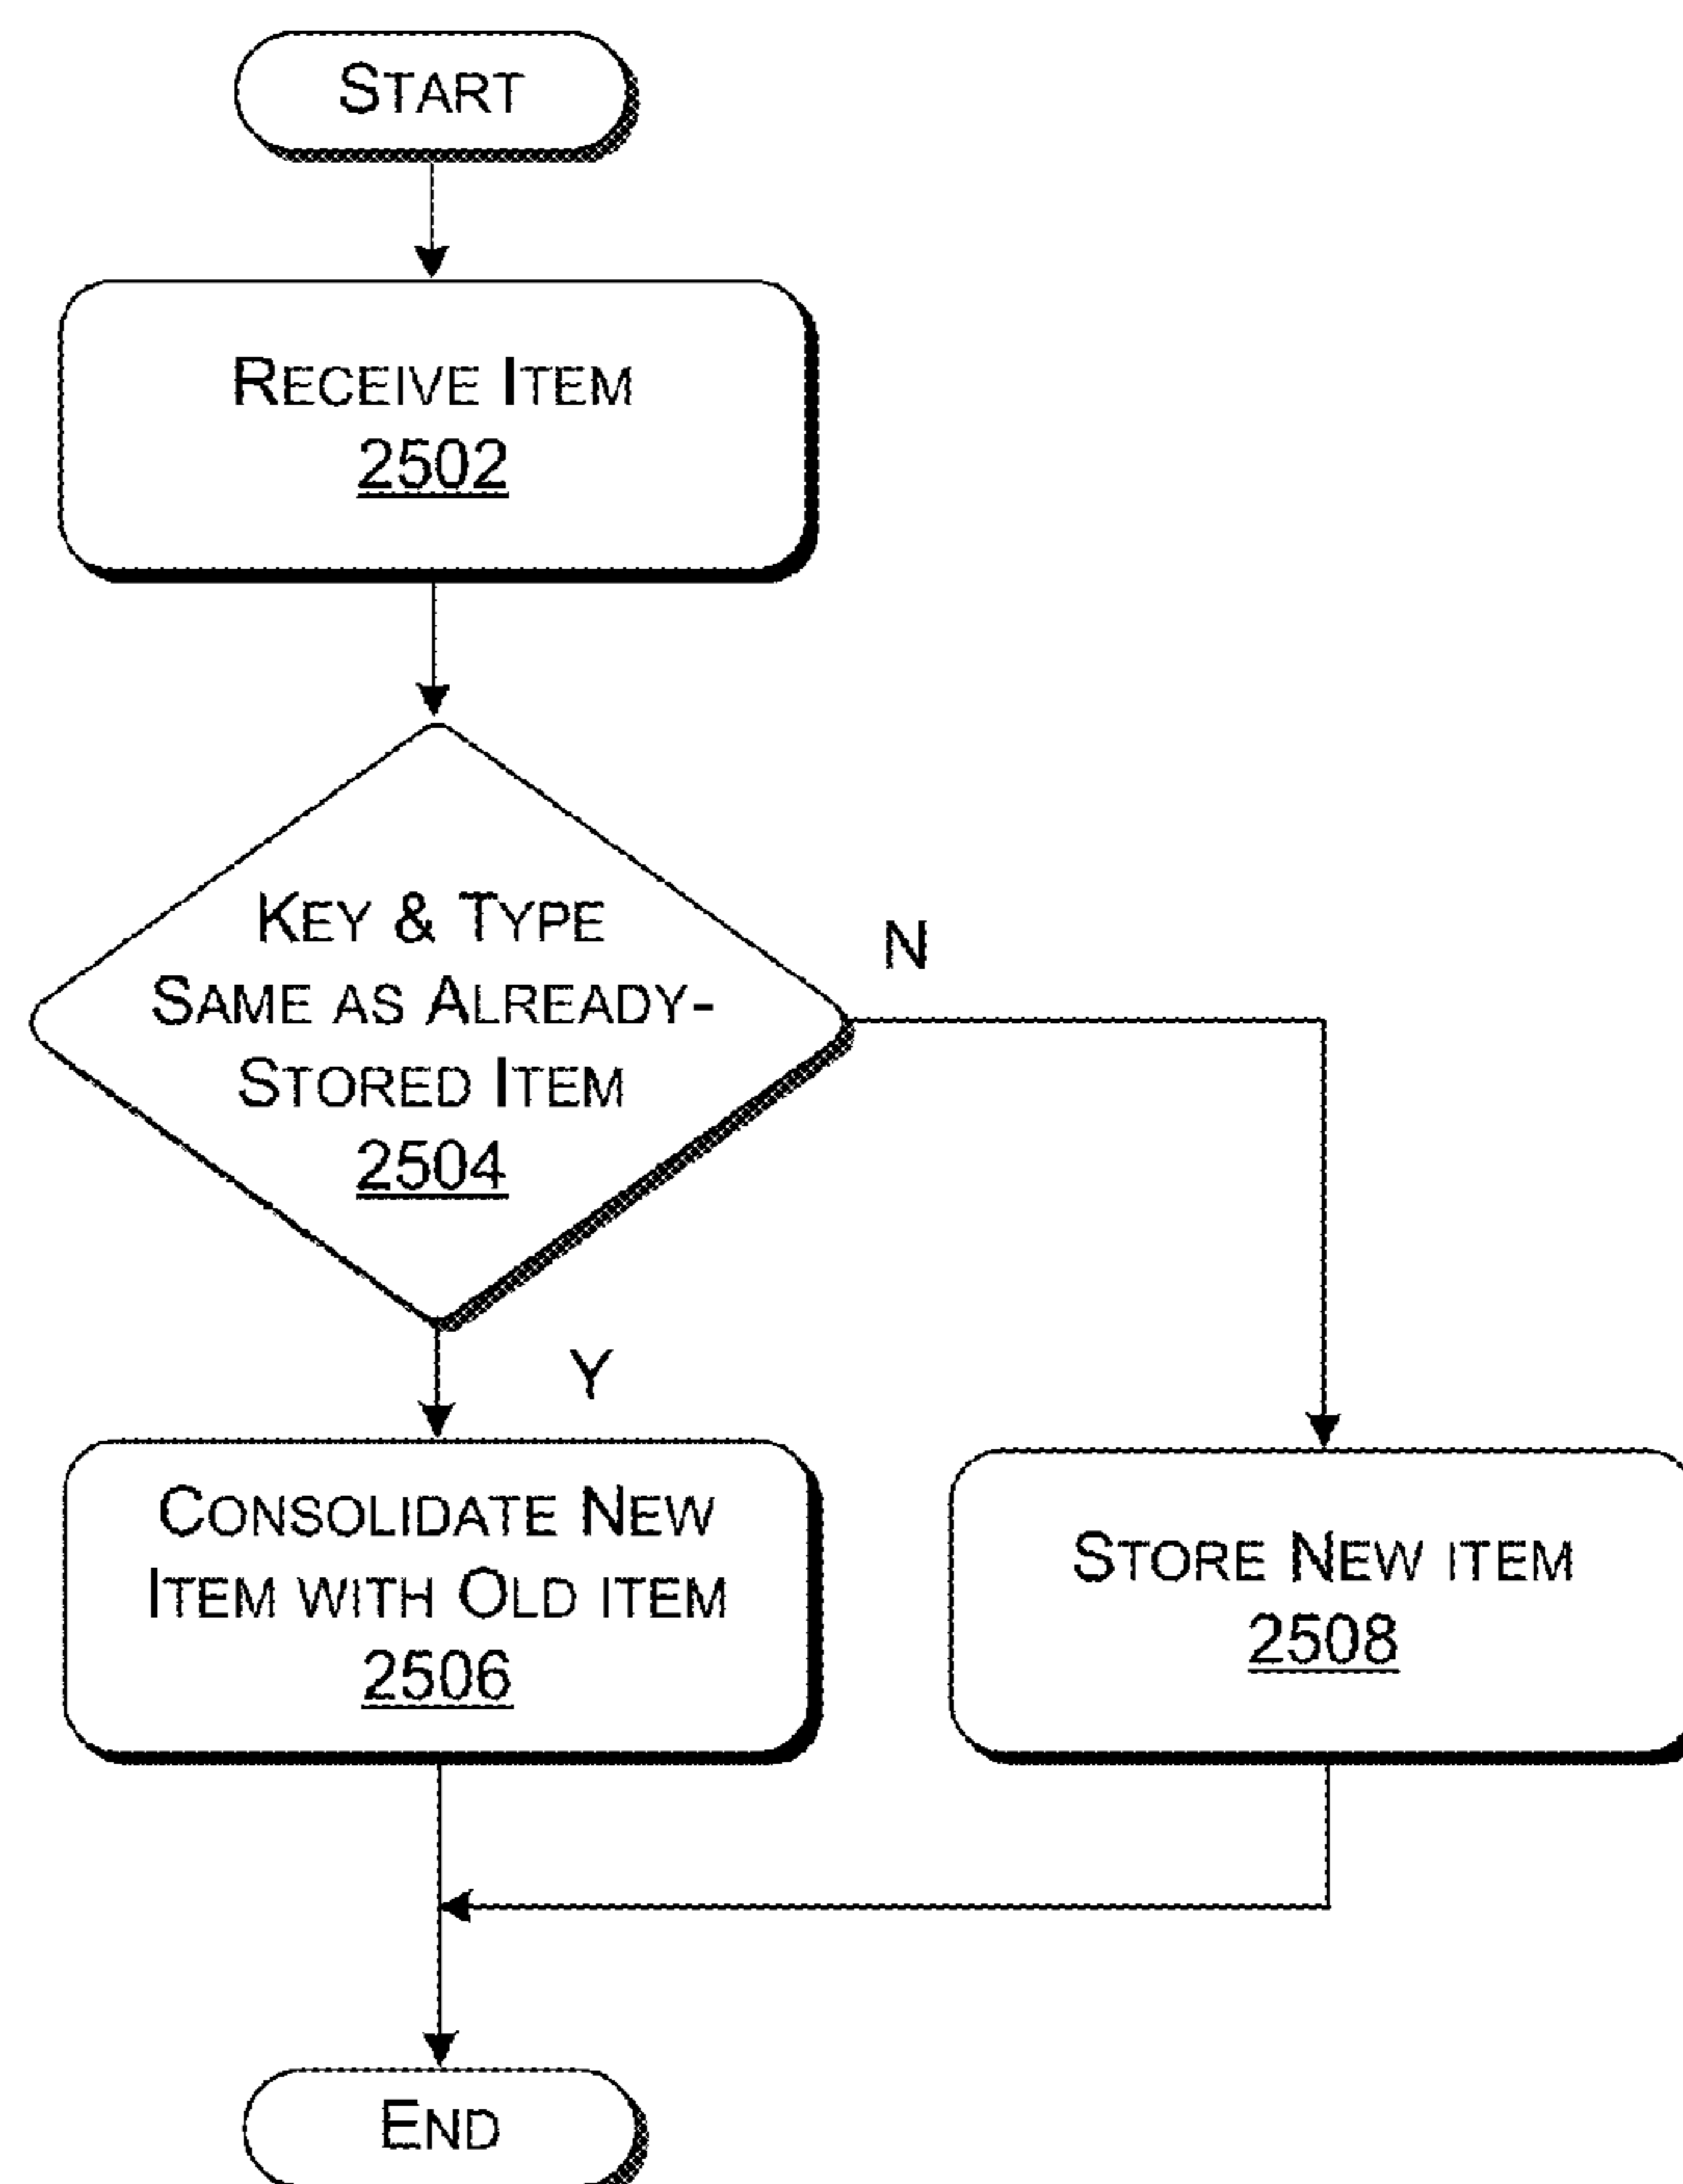 START
RECEIVE ITEM
2502
KEY & TYPE
SAME AS ALREADY-
STORED ITEM
2504
N
Y
CONSOLIDATE NEW
ITEM WITH OLD ITEM
2506
STORE NEW ITEM
2508
END